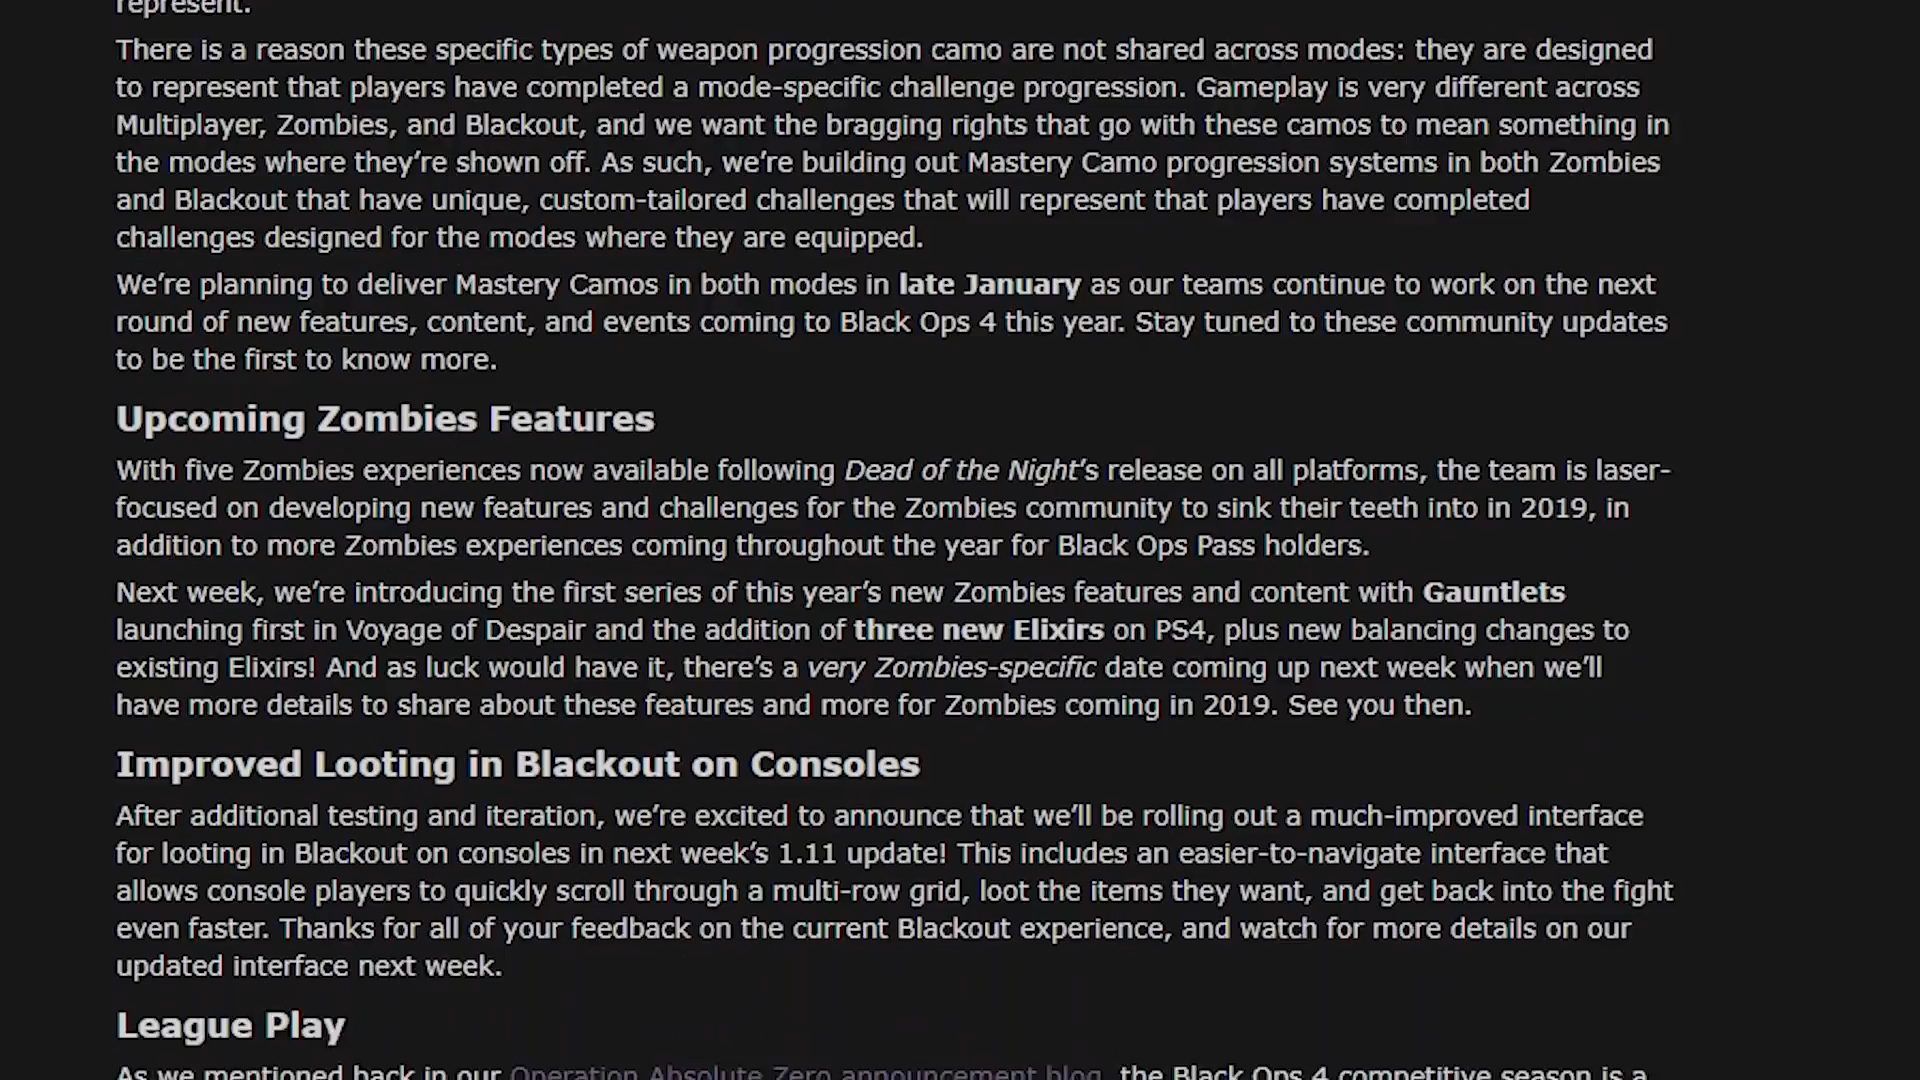 represent.
There is a reason these specific types of weapon progression camo are not shared across modes: they are designed
to represent that players have completed a mode-specific challenge progression. Gameplay is very different across
Multiplayer, Zombies, and Blackout, and we want the bragging rights that go with these camos to mean something in
the modes where they’re shown off. As such, we’re building out Mastery Camo progression systems in both Zombies
and Blackout that have unique, custom-tailored challenges that will represent that players have completed
challenges designed for the modes where they are equipped.
We’re planning to deliver Mastery Camos in both modes in late January as our teams continue to work on the next
round of new features, content, and events coming to Black Ops 4 this year. Stay tuned to these community updates
to be the first to know more.
Upcoming Zombies Features
With five Zombies experiences now available following Dead of the Night’s release on all platforms, the team is laser-
focused on developing new features and challenges for the Zombies community to sink their teeth into in 2019, in
addition to more Zombies experiences coming throughout the year for Black Ops Pass holders.
Next week, we’re introducing the first series of this year’s new Zombies features and content with Gauntlets
launching first in Voyage of Despair and the addition of three new Elixirs on PS4, plus new balancing changes to
existing Elixirs! And as luck would have it, there’s a very Zombies-specific date coming up next week when we’ll
have more details to share about these features and more for Zombies coming in 2019. See you then.
Improved Looting in Blackout on Consoles
After additional testing and iteration, we’re excited to announce that we’ll be rolling out a much-improved interface
for looting in Blackout on consoles in next week’s 1.11 update! This includes an easier-to-navigate interface that
allows console players to quickly scroll through a multi-row grid, loot the items they want, and get back into the fight
even faster. Thanks for all of your feedback on the current Blackout experience, and watch for more details on our
updated interface next week.
League Play
As we mentioned back in our Operation Absolute Zero announcement blog, the Black Ops 4 competitive season is a